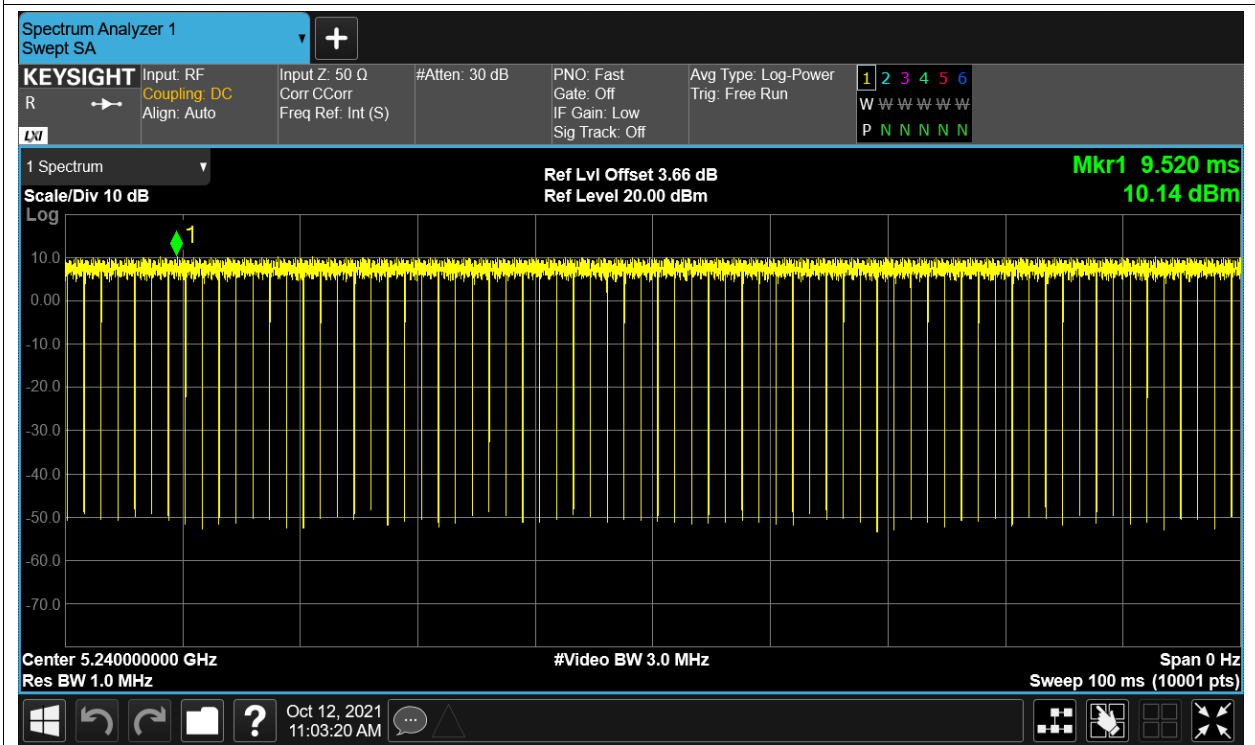 Spectrum Analyzer 1
Swept SA
KEYSIGHT
R
LXI
Input: RF
Coupling: DC
Align: Auto
Input Z: 50 Ω
Corr CCorr
Freq Ref: Int (S)
#Atten: 30 dB
PNO: Fast
Gate: Off
IF Gain: Low
Sig Track: Off
Avg Type: Log-Power
Trig: Free Run
1 2 3 4 5 6
W W W W W W
P N N N N N
1 Spectrum
Scale/Div 10 dB
Ref Lvl Offset 3.66 dB
Ref Level 20.00 dBm
Mkr1 9.520 ms
10.14 dBm
Log
1
10.0
0.00
-10.0
-20.0
-30.0
-40.0
-50.0
-60.0
-70.0
Center 5.240000000 GHz
Res BW 1.0 MHz
#Video BW 3.0 MHz
Span 0 Hz
Sweep 100 ms (10001 pts)
?
Oct 12, 2021
11:03:20 AM